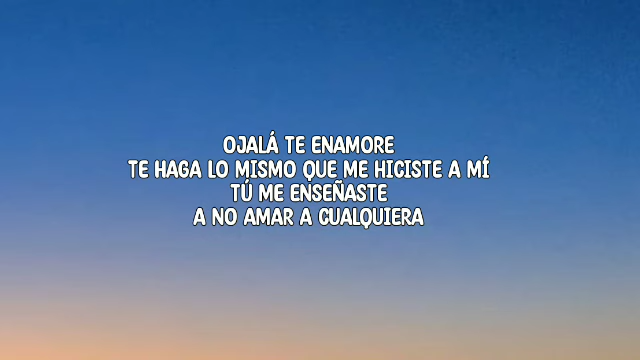 OJALÁ TE ENAMORE
TE HAGA LO MISMO QUE ME HICISTE A MÍ
TÚ ME ENSEÑASTE
A NO AMAR A CUALQUIERA